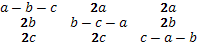 a − b − c 2a 2a
2b b − c − a 2b
2c 2c c − a − b